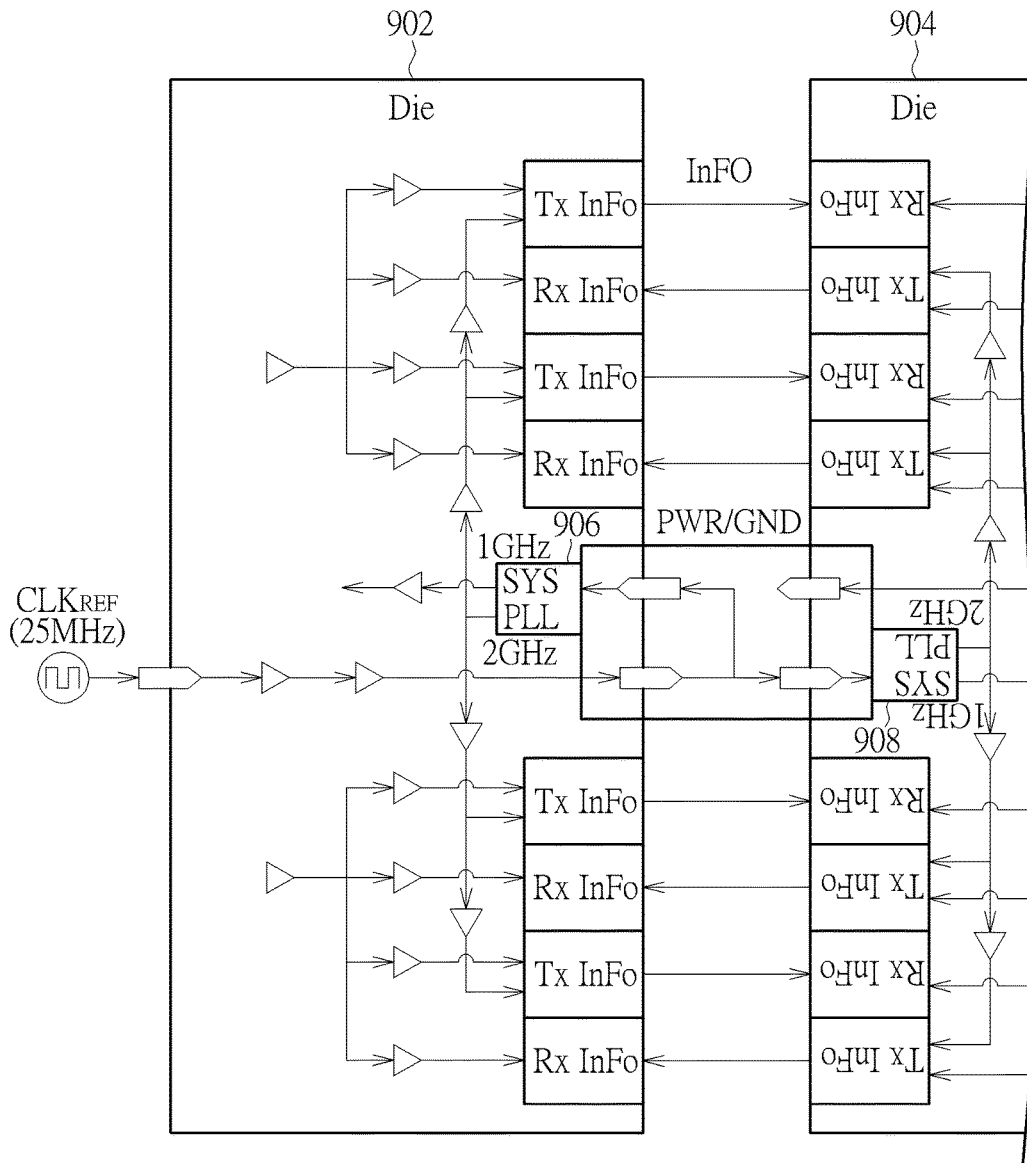 902
904
Die
Die
InFO
Tx InFo
Rx InFo
Rx InFo
Tx InFo
Tx InFo
Rx InFo
Rx InFo
Tx InFo
906
PWR/GND
1GHz
SYS
PLL
2GHz
CLKREF
(25MHz)
2GHz
PLL
SYS
1GHz
908
Tx InFo
Rx InFo
Rx InFo
Tx InFo
Tx InFo
Rx InFo
Rx InFo
Tx InFo